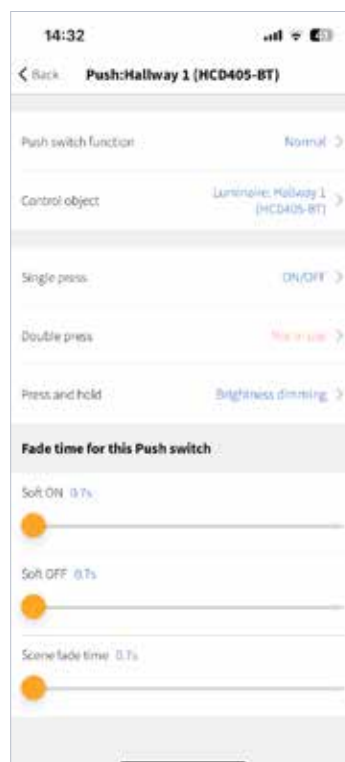 14:32
Back
Push:Hallway 1 (HCD405-BT)
Push switch function
Normal
Control object
Luminaire: Hallway 1
(HCD405-BT)
Single press
ON/OFF
Double press
Not in use
Press and hold
Brightness dimming
Fade time for this Push switch
Soft ON 0.7s
Soft OFF 0.7s
Scene fade time 0.7s